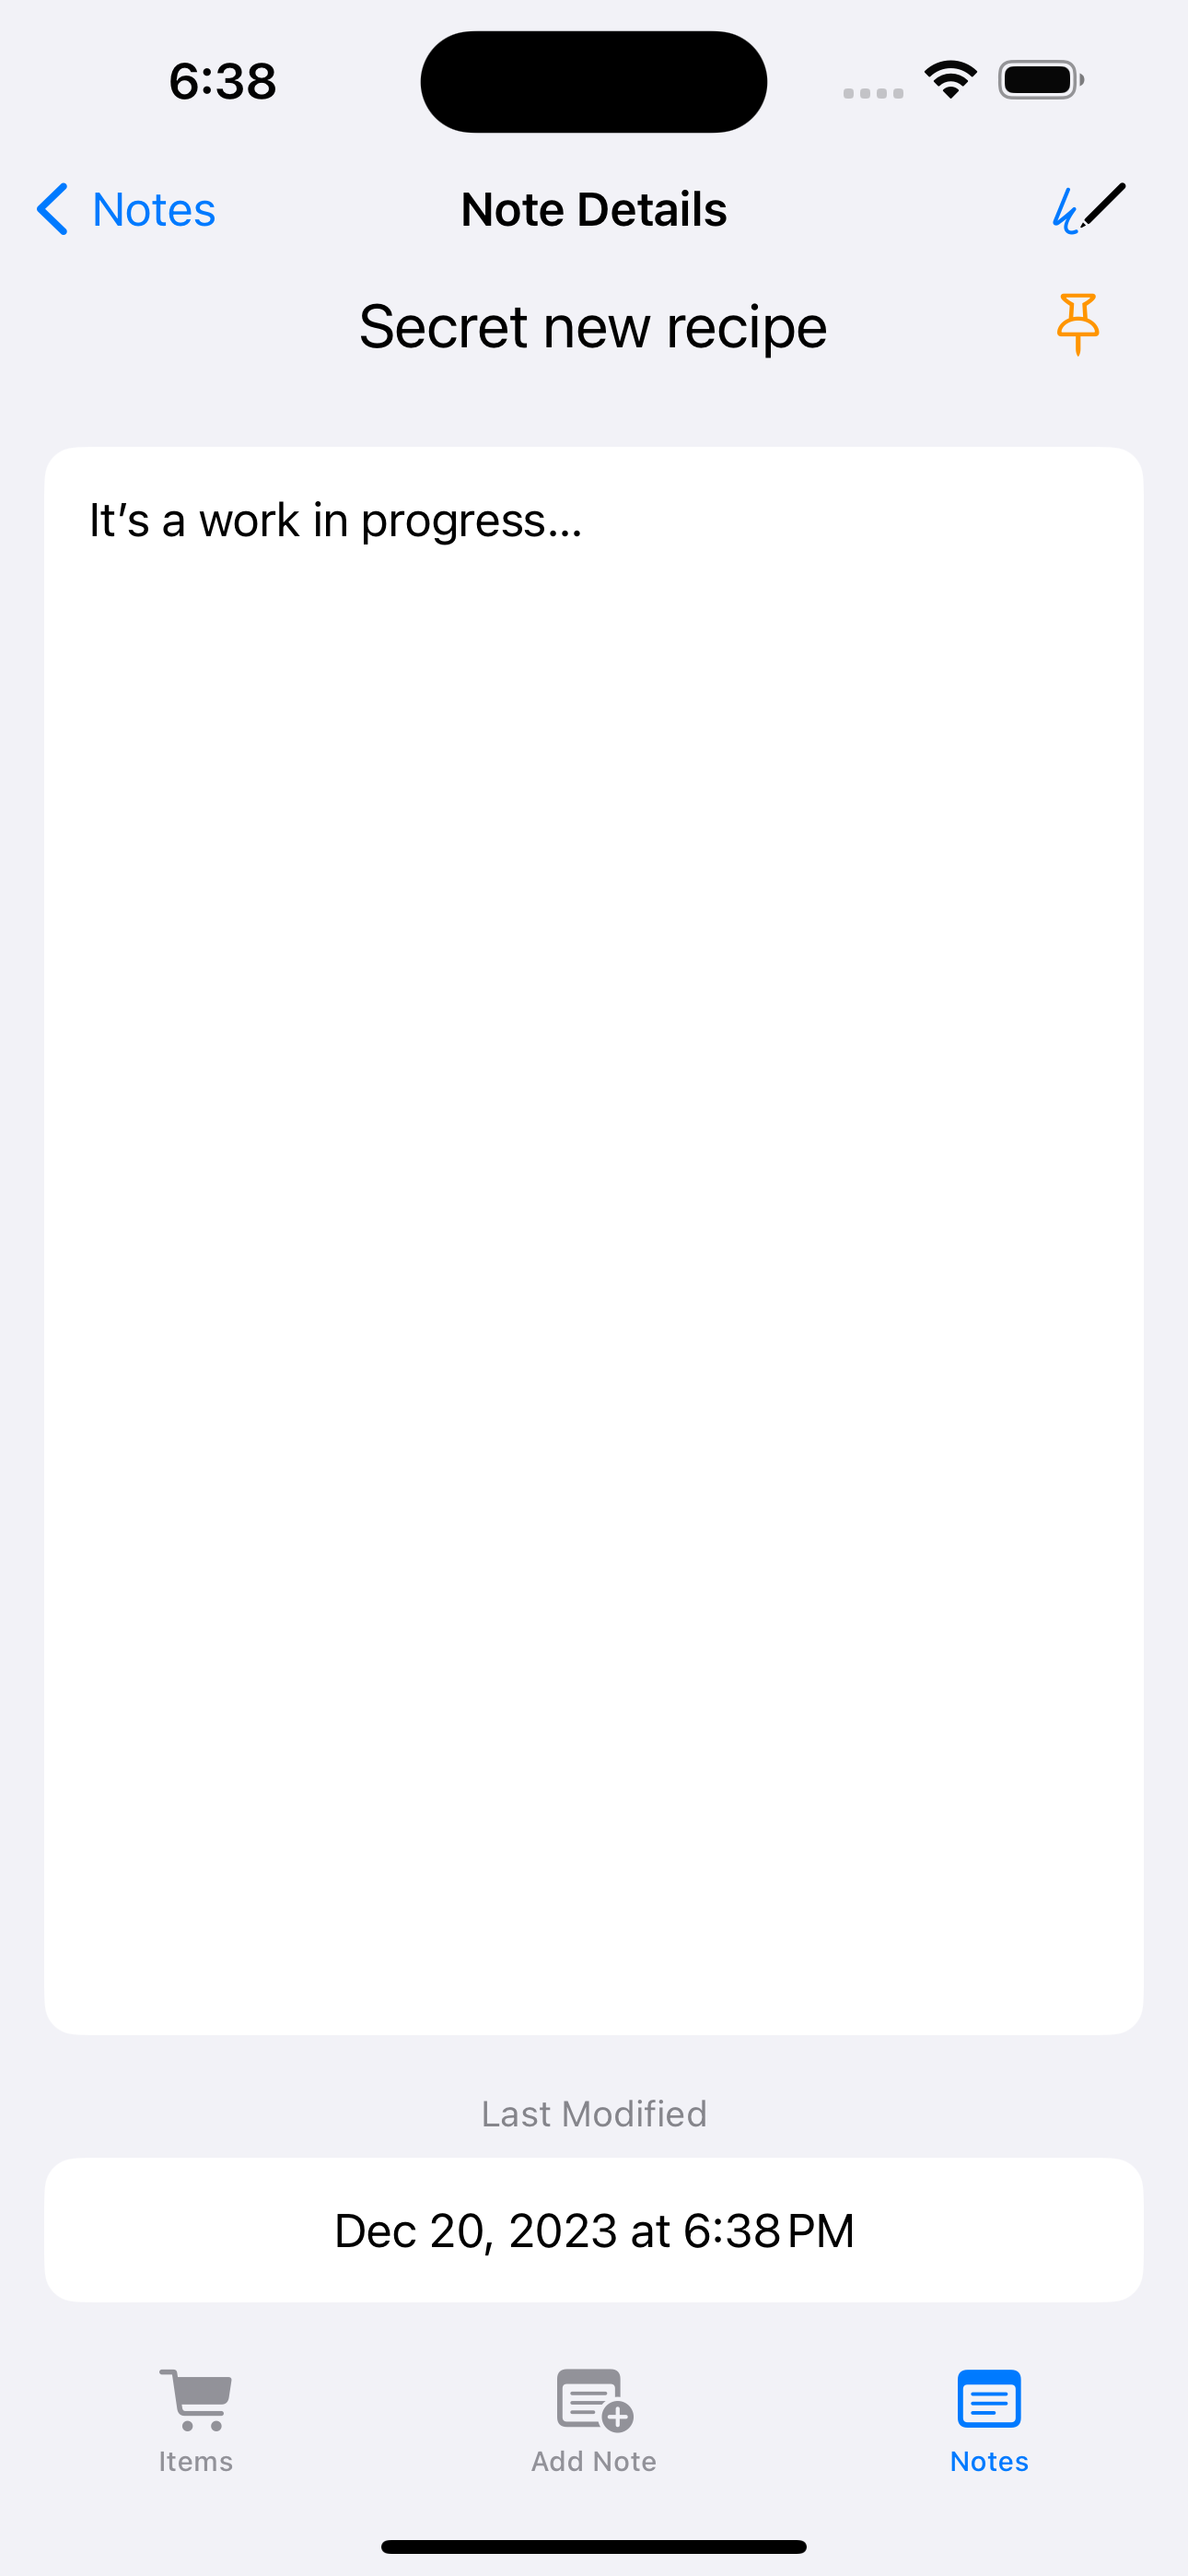 6:38
Notes
Note Details
Secret new recipe
It’s a work in progress...
Last Modified
Dec 20, 2023 at 6:38 PM
Items
Add Note
Notes